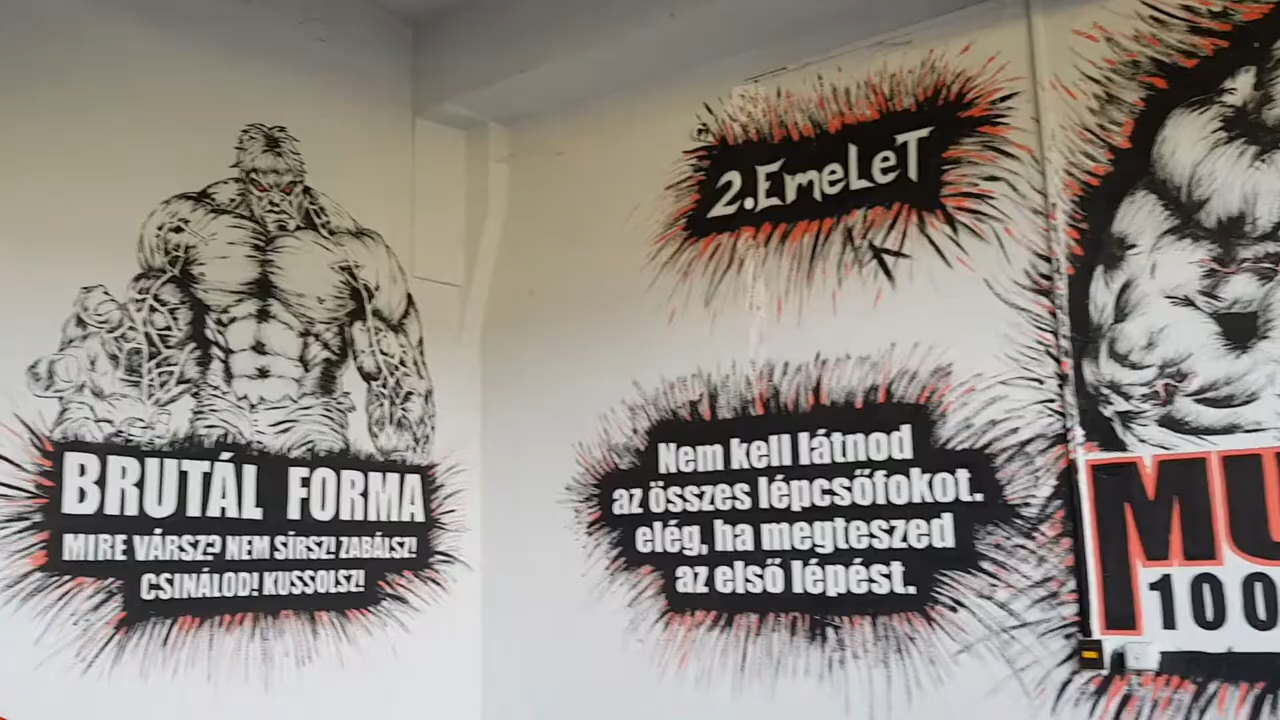 BRUTÁL FORMA
MIRE VÁRSZ? NEM SÍRSZ! ZABÁLSZ!
CSINÁLOD! KUSSOLSZ!
2.EmeLeT
Nem kell látnod
az összes lépcsőfokot.
elég, ha megteszed
az első lépést.
MU
100